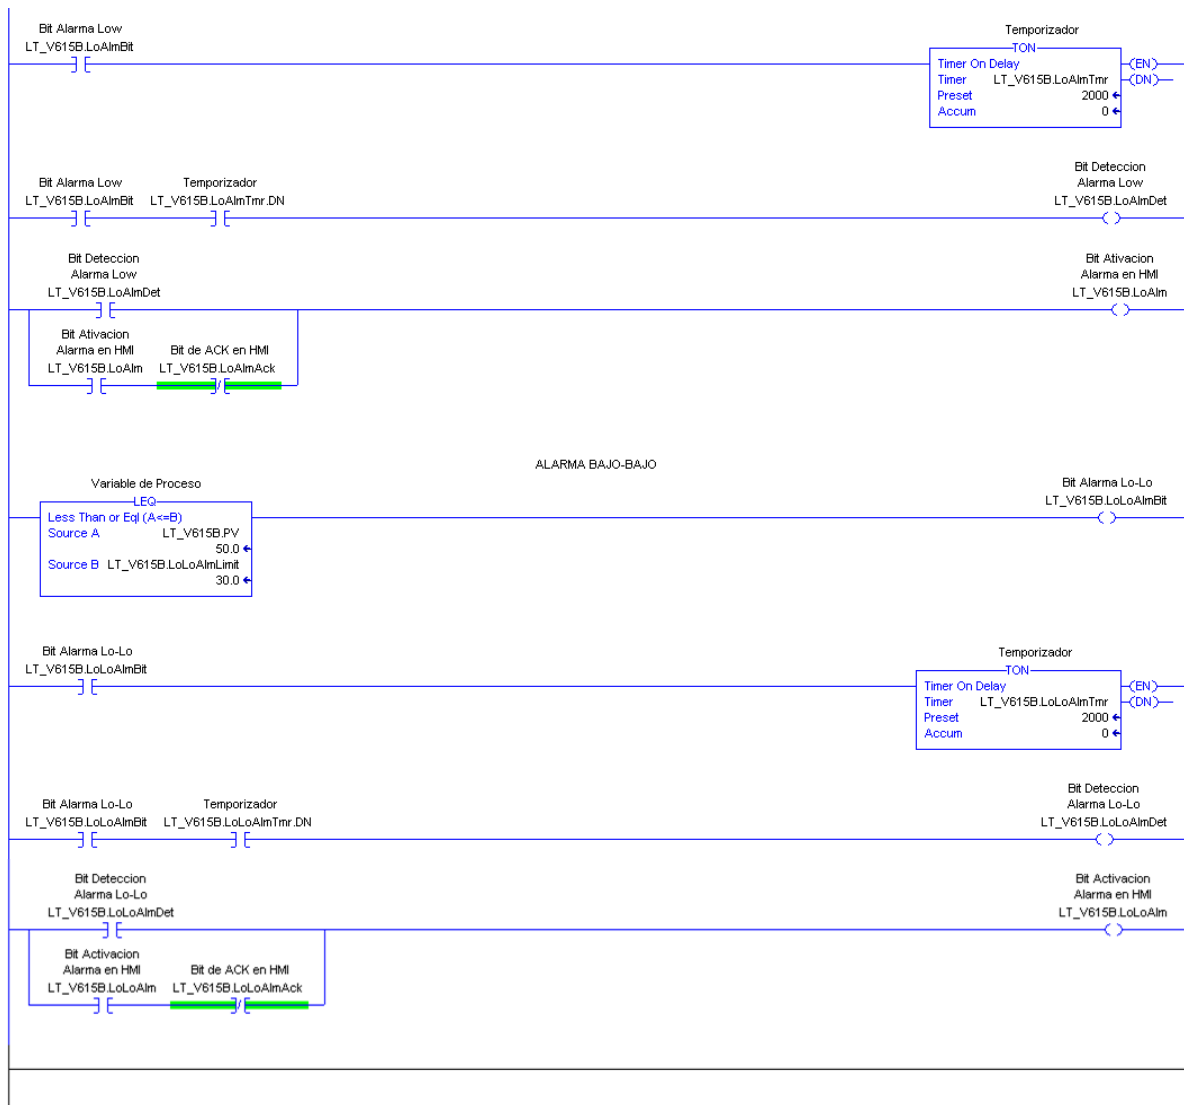 Bit Alarma Low
LT_V615B.LoAlmBit
Temporizador
TON
Timer On Delay
Timer LT_V615B.LoAlmTmr
Preset 2000
Accum 0
(EN)
(DN)
Bit Alarma Low
LT_V615B.LoAlmBit
Temporizador
LT_V615B.LoAlmTmr.DN
Bit Deteccion
Alarma Low
LT_V615B.LoAlmDet
Bit Deteccion
Alarma Low
LT_V615B.LoAlmDet
Bit Ativacion
Alarma en HMI
LT_V615B.LoAlm
Bit Ativacion
Alarma en HMI
LT_V615B.LoAlm
Bit de ACK en HMI
LT_V615B.LoAlmAck
ALARMA BAJO-BAJO
Variable de Proceso
LEQ
Less Than or Eql (A<=B)
Source A LT_V615B.PV
50.0
Source B LT_V615B.LoLoAlmLimit
30.0
Bit Alarma Lo-Lo
LT_V615B.LoLoAlmBit
Bit Alarma Lo-Lo
LT_V615B.LoLoAlmBit
Temporizador
TON
Timer On Delay
Timer LT_V615B.LoLoAlmTmr
Preset 2000
Accum 0
(EN)
(DN)
Bit Alarma Lo-Lo
LT_V615B.LoLoAlmBit
Temporizador
LT_V615B.LoLoAlmTmr.DN
Bit Deteccion
Alarma Lo-Lo
LT_V615B.LoLoAlmDet
Bit Deteccion
Alarma Lo-Lo
LT_V615B.LoLoAlmDet
Bit Activacion
Alarma en HMI
LT_V615B.LoLoAlm
Bit Activacion
Alarma en HMI
LT_V615B.LoLoAlm
Bit de ACK en HMI
LT_V615B.LoLoAlmAck